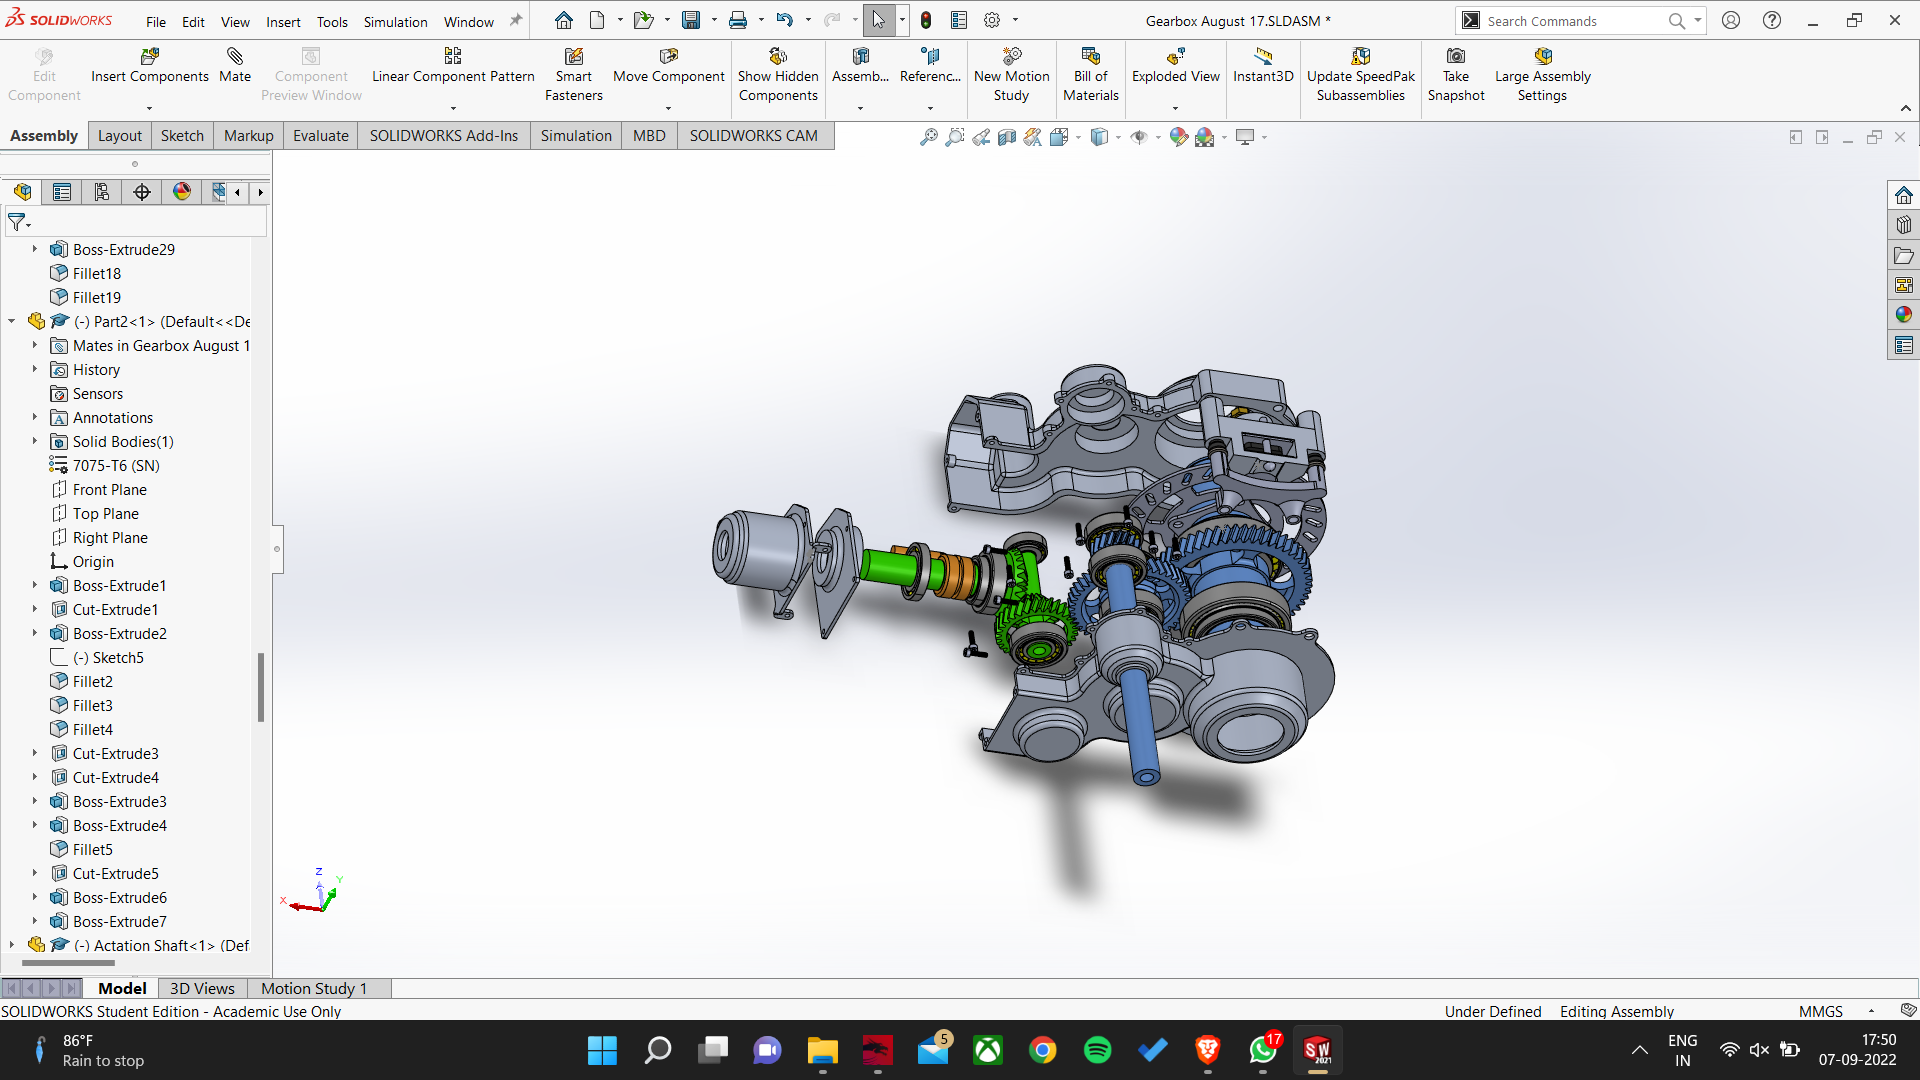 SOLIDWORKS File Edit View Insert Tools Simulation Window Gearbox August 17.SLDASM * Search Commands
Edit Component
Insert Components
Mate
Component Preview Window
Linear Component Pattern
Smart Fasteners
Move Component
Show Hidden Components
Assemb...
Referenc...
New Motion Study
Bill of Materials
Exploded View
Instant3D
Update SpeedPak Subassemblies
Take Snapshot
Large Assembly Settings
Assembly Layout Sketch Markup Evaluate SOLIDWORKS Add-Ins Simulation MBD SOLIDWORKS CAM
Boss-Extrude29
Fillet18
Fillet19
(-) Part2<1> (Default<<De
Mates in Gearbox August 1
History
Sensors
Annotations
Solid Bodies(1)
7075-T6 (SN)
Front Plane
Top Plane
Right Plane
Origin
Boss-Extrude1
Cut-Extrude1
Boss-Extrude2
(-) Sketch5
Fillet2
Fillet3
Fillet4
Cut-Extrude3
Cut-Extrude4
Boss-Extrude3
Boss-Extrude4
Fillet5
Cut-Extrude5
Boss-Extrude6
Boss-Extrude7
(-) Actation Shaft<1> (Def
Z
Y
X
Model 3D Views Motion Study 1
SOLIDWORKS Student Edition - Academic Use Only Under Defined Editing Assembly MMGS
86°F
Rain to stop
5
17
SW
2021
ENG
IN
17:50
07-09-2022